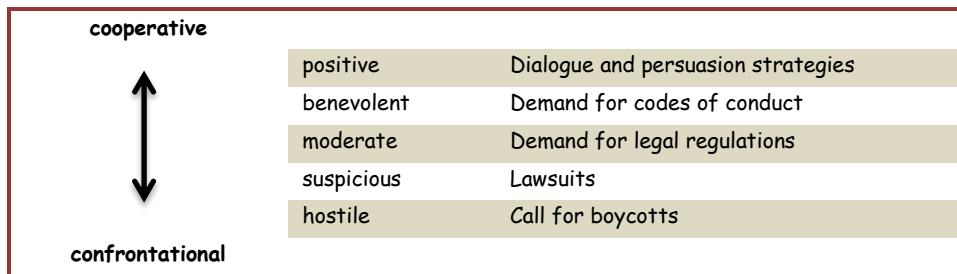 cooperative
positive Dialogue and persuasion strategies
benevolent Demand for codes of conduct
moderate Demand for legal regulations
suspicious Lawsuits
hostile Call for boycotts
confrontational